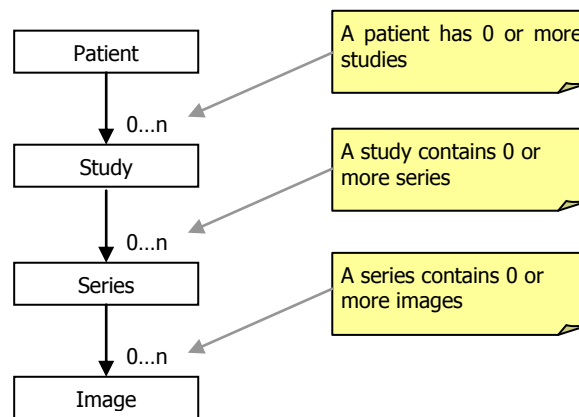 Patient
A patient has 0 or more
studies
0...n
Study
A study contains 0 or
more series
0...n
Series
A series contains 0 or
more images
0...n
Image